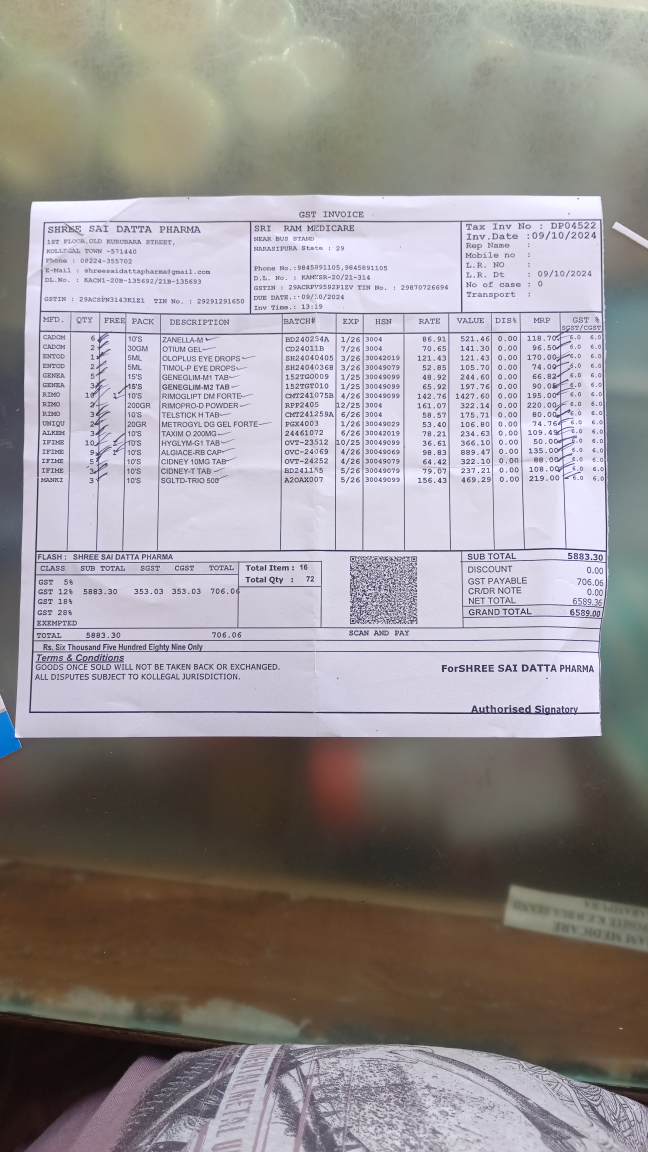 GST INVOICE
SHREE SAI DATTA PHARMA
1ST FLOOR,OLD KURUBARA STREET,
KOLLEGAL TOWN -571440
Phone : 08224-355702
E-Mail : shreesaidattapharma@gmail.com
DL.No. : KACN1-20B-135692/21B-135693
GSTIN : TIN No. : 29291291650
SRI RAM MEDICARE
NEAR BUS STAND
NARASIPURA State : 29
Phone No.:9845891105,9845891105
D.L. No. : 20/21-314
GSTIN : TIN No : 29870726694
DUE DATE.:09/10/2024
Inv Time.: 13:19
Tax Inv No : DP04522
Inv.Date :09/10/2024
Rep Name :
Mobile no :
L.R. NO :
L.R. Dt : 09/10/2024
No of case : 0
Transport :
MFD. QTY FREE PACK DESCRIPTION BATCH# EXP HSN RATE VALUE DIS% MRP GST %
SGST/CGST
CADOM 6 10'S ZANELLA-M BD240254A 1/26 3004 86.91 521.46 0.00 118.70 6.0 6.0
CADOM 2 30GM OTIUM GEL CD24011B 7/26 3004 70.65 141.30 0.00 96.50 6.0 6.0
ENTOD 1 5ML OLOPLUS EYE DROPS SH24040405 3/26 30042019 121.43 121.43 0.00 170.00 6.0 6.0
ENTOD 2 5ML TIMOL-P EYE DROPS SH24040368 3/26 30049079 52.85 105.70 0.00 74.00 6.0 6.0
GENEA 5 15'S GENEGLIM-M1 TAB 152TG0009 1/25 30049099 48.92 244.60 0.00 66.82 6.0 6.0
GENEA 3 15'S GENEGLIM-M2 TAB 152TGT010 1/25 30049099 65.92 197.76 0.00 90.05 6.0 6.0
RIMO 10 1 10'S RIMOGLIPT DM FORTE CMT241075B 4/26 30049099 142.76 1427.60 0.00 195.00 6.0 6.0
RIMO 2 200GR RIMOPRO-D POWDER RPP2405 12/25 3004 161.07 322.14 0.00 220.00 6.0 6.0
RIMO 3 10'S TELSTICK H TAB CMT241259A 6/26 3004 58.57 175.71 0.00 80.00 6.0 6.0
UNIQU 2 20GR METROGYL DG GEL FORTE PGX4003 1/26 30049029 53.40 106.80 0.00 74.76 6.0 6.0
ALKEM 3 10'S TAXIM O 200MG 24461072 6/26 30042019 78.21 234.63 0.00 109.49 6.0 6.0
IFIME 10 1 10'S HYGLYM-G1 TAB OVT-23512 10/25 30049099 36.61 366.10 0.00 50.00 6.0 6.0
IFIME 9 1 10'S ALGIACE-RB CAP OVC-24069 4/26 30049069 98.83 889.47 0.00 135.00 6.0 6.0
IFIME 5 10'S CIDNEY 10MG TAB OVT-24252 4/26 30049099 64.42 322.10 0.00 88.00 6.0 6.0
IFIME 3 10'S CIDNEY-T TAB 5/26 30049079 79.07 237.21 0.00 108.00 6.0 6.0
MANKI 3 10'S SGLTD-TRIO 500 A20AX007 5/26 30049099 156.43 469.29 0.00 219.00 6.0 6.0
FLASH : SHREE SAI DATTA PHARMA
CLASS SUB TOTAL SGST CGST TOTAL
GST 5%
GST 12% 5883.30 353.03 353.03 706.06
GST 18%
GST 28%
EXEMPTED
TOTAL 5883.30 706.06
Total Item : 16
Total Qty : 72
SCAN AND PAY
SUB TOTAL 5883.30
DISCOUNT 0.00
GST PAYABLE 706.06
CR/DR NOTE 0.00
NET TOTAL 6589.36
GRAND TOTAL 6589.00
Rs. Six Thousand Five Hundred Eighty Nine Only
Terms & Conditions
GOODS ONCE SOLD WILL NOT BE TAKEN BACK OR EXCHANGED.
ALL DISPUTES SUBJECT TO KOLLEGAL JURISDICTION.
ForSHREE SAI DATTA PHARMA
Authorised Signatory
MEDICARE